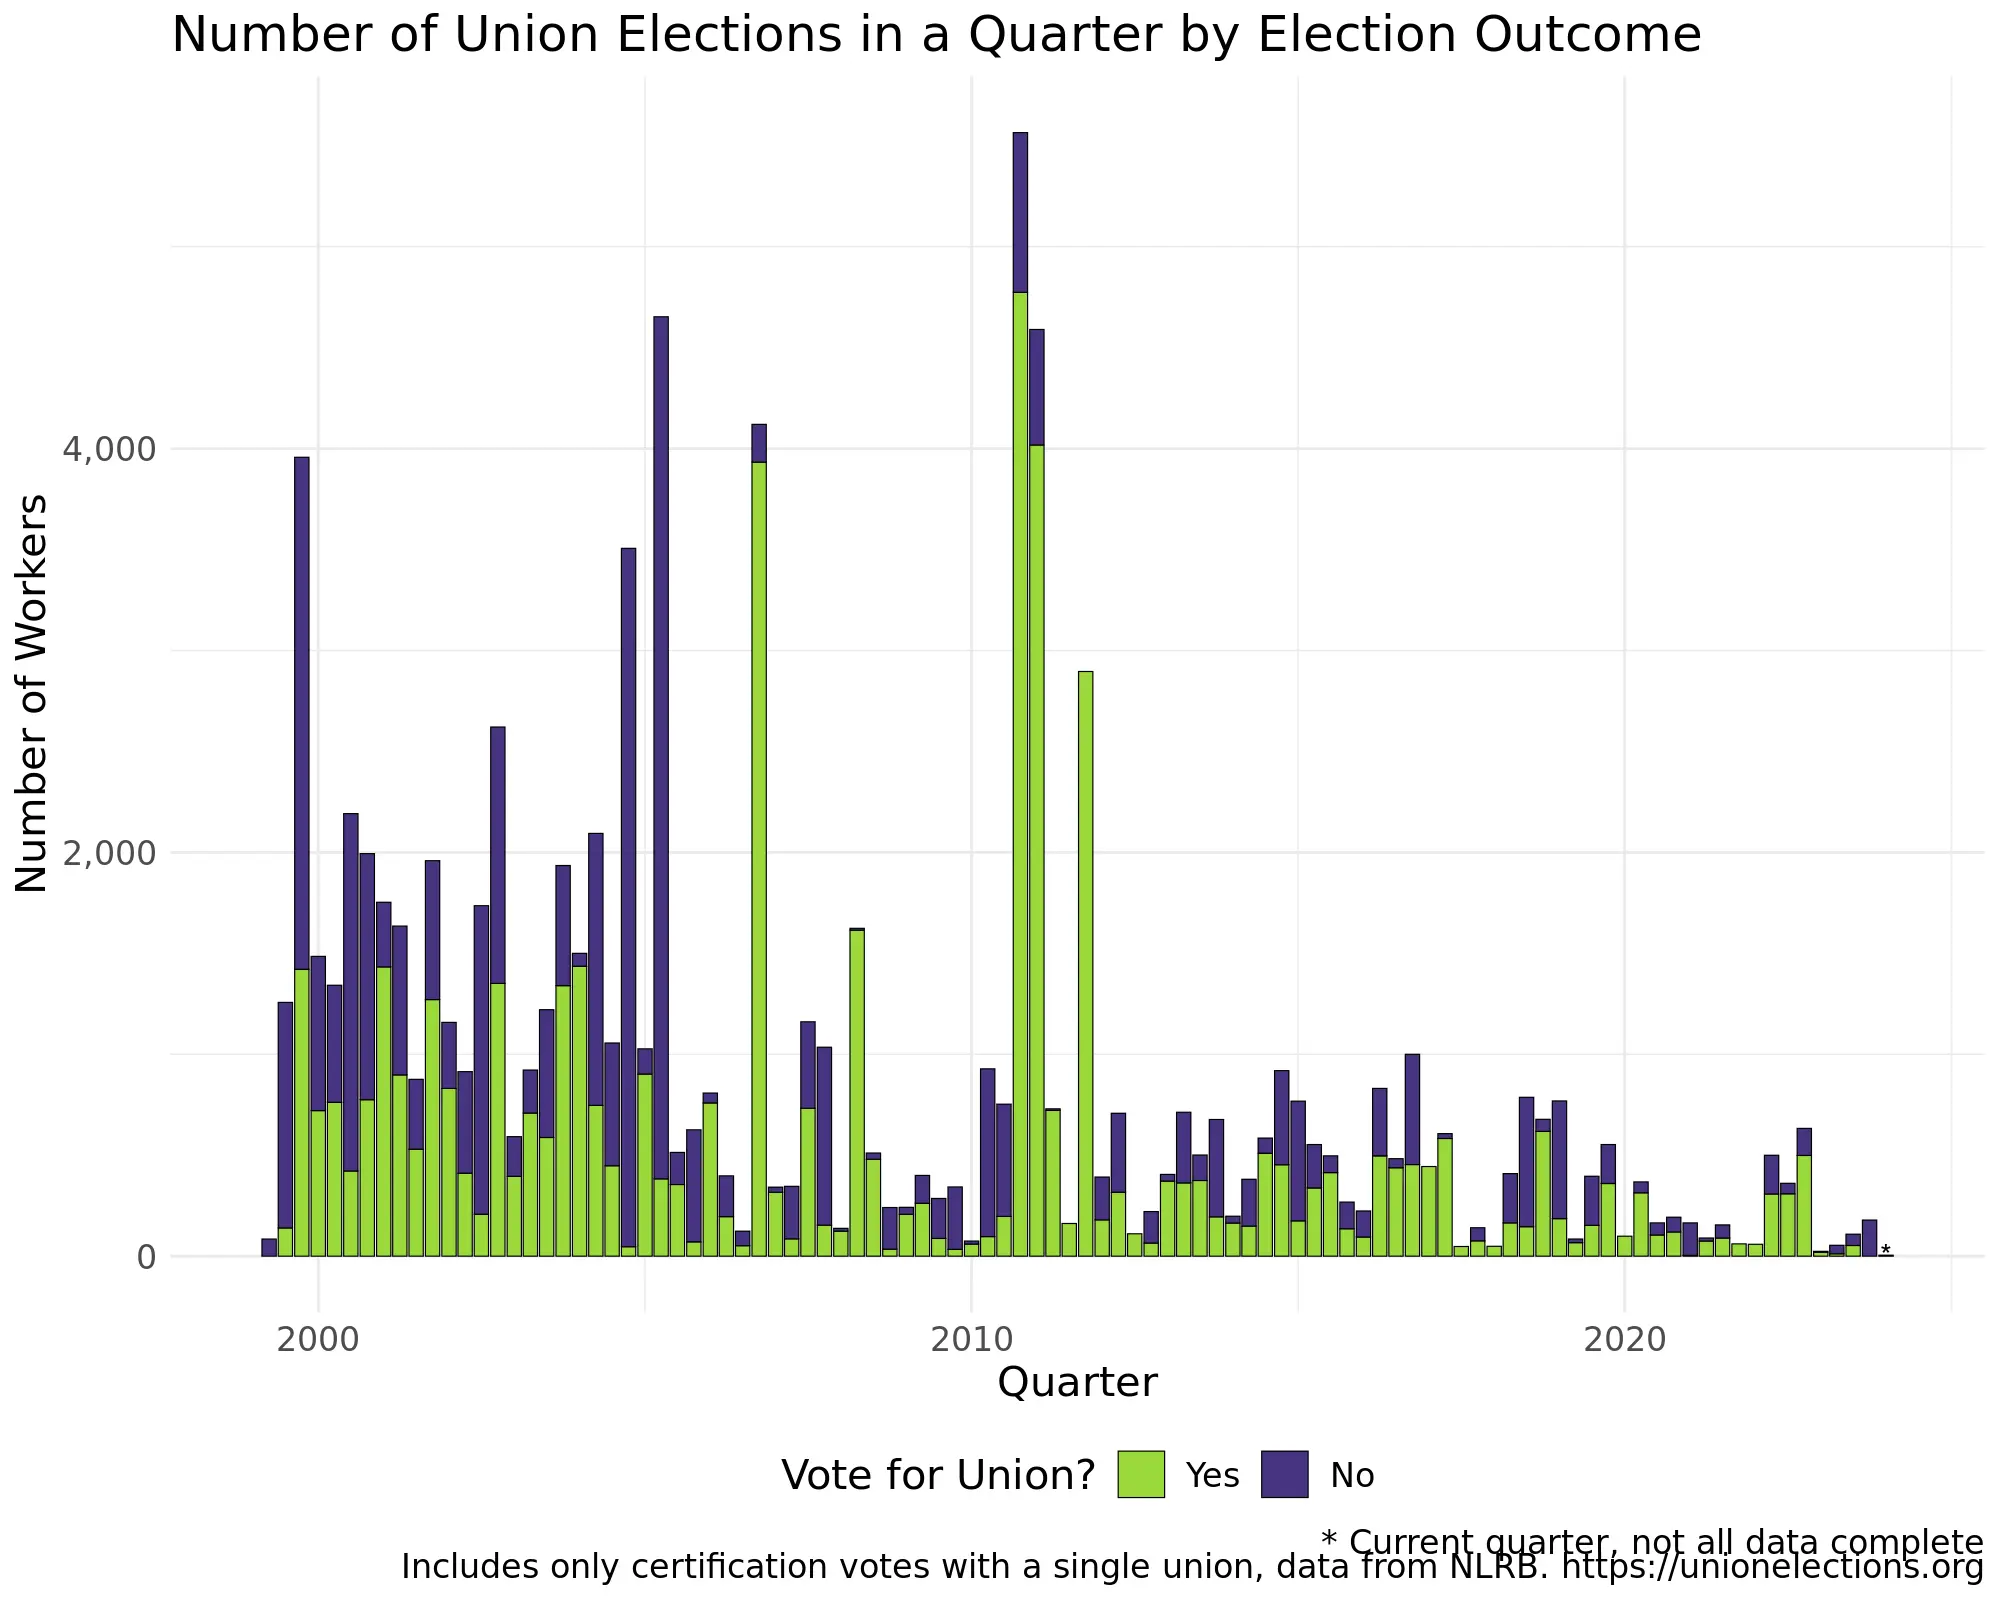 Number of Union Elections in a Quarter by Election Outcome
Number of Workers
4,000
2,000
0
*
2000
2010
2020
Quarter
Vote for Union?
Yes
No
* Current quarter, not all data complete
Includes only certification votes with a single union, data from NLRB. https://unionelections.org